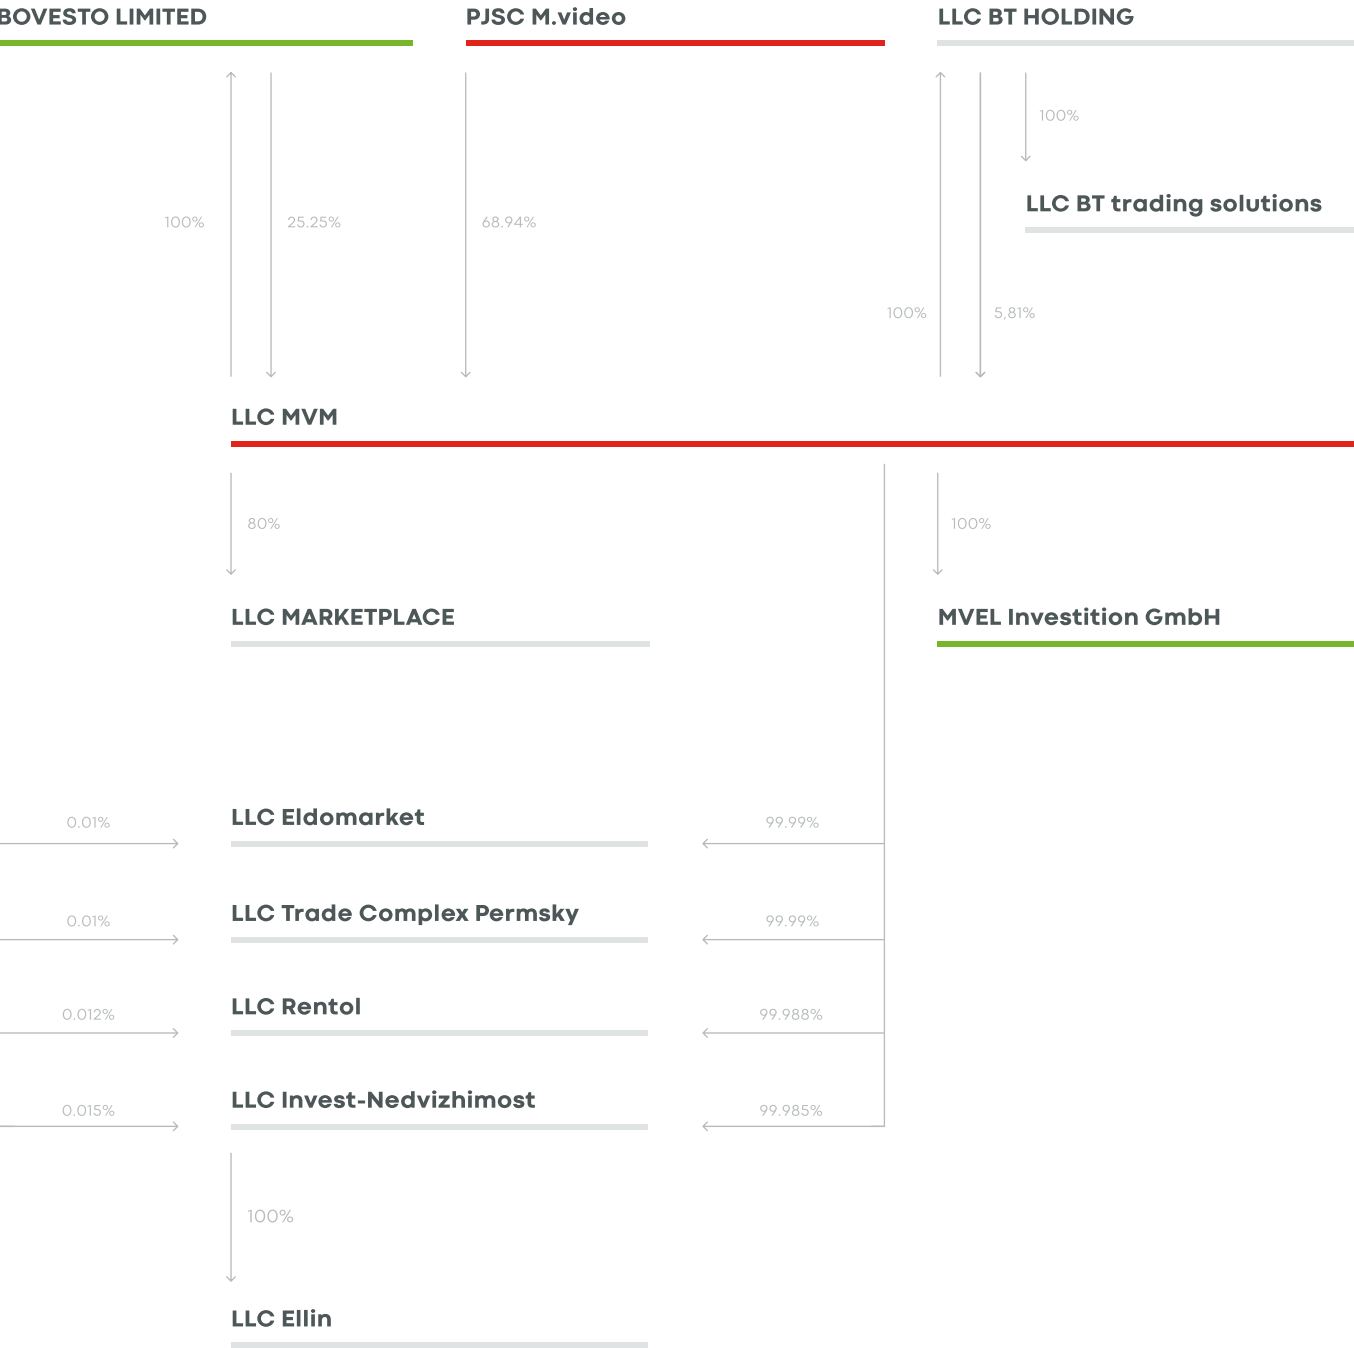 BOVESTO LIMITED
PJSC M.video
LLC BT HOLDING
100%
LLC BT trading solutions
100%
25.25%
68.94%
100%
5,81%
LLC MVM
80%
100%
LLC MARKETPLACE
MVEL Investition GmbH
LLC Eldomarket
0.01%
99.99%
LLC Trade Complex Permsky
0.01%
99.99%
LLC Rentol
0.012%
99.988%
LLC Invest-Nedvizhimost
0.015%
99.985%
100%
LLC Ellin